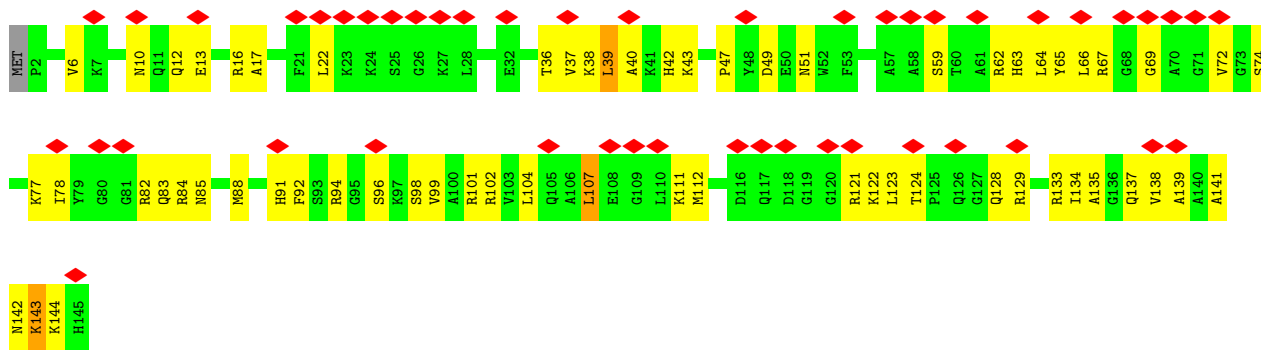 MET P2 V6 K7 N10 Q11 Q12 E13 R16 A17 F21 L22 K23 K24 S25 G26 K27 L28 E32 T36 V37 K38 L39 A40 K41 H42 K43 P47 Y48 D49 E50 N51 W52 F53 A57 A58 S59 T60 A61 R62 H63 L64 Y65 L66 R67 G68 G69 A70 G71 V72 G73 S74
K77 I78 Y79 G80 G81 R82 Q83 R84 N85 M88 H91 F92 S93 R94 G95 S96 K97 S98 V99 A100 R101 R102 V103 L104 Q105 A106 L107 E108 G109 L110 K111 M112 D116 Q117 D118 G119 G120 R121 K122 L123 T124 P125 Q126 G127 Q128 R129 R133 I134 A135 G136 Q137 V138 A139 A140 A141
N142 K143 K144 H145